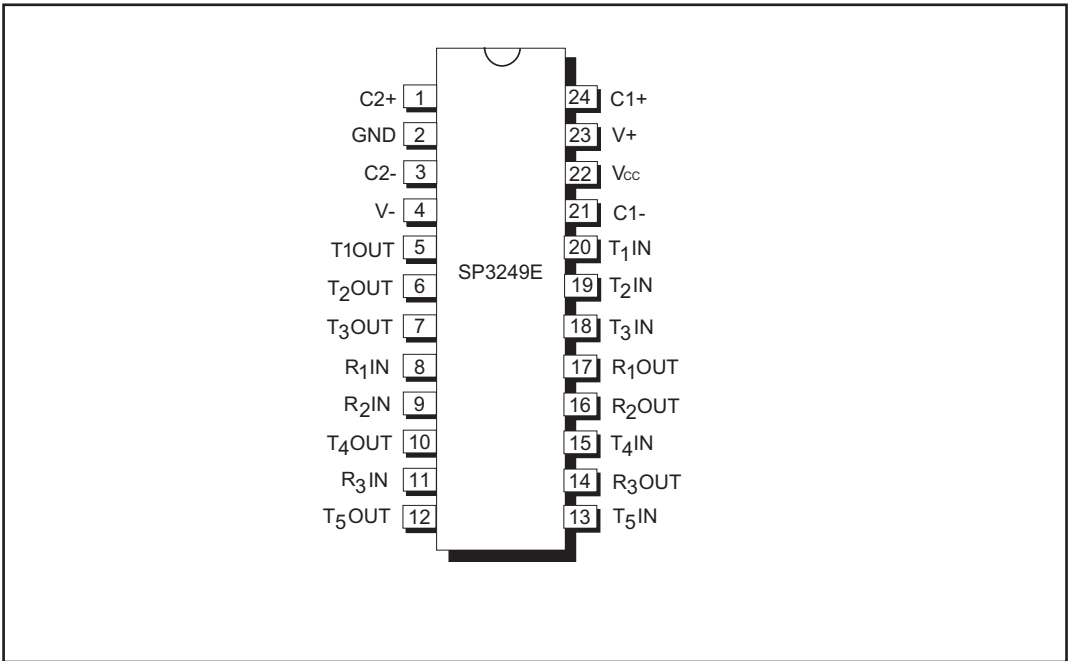 C2+ 1 24 C1+
GND 2 23 V+
C2- 3 22 Vcc
V- 4 21 C1-
T1OUT 5 20 T1IN
SP3249E
T2OUT 6 19 T2IN
T3OUT 7 18 T3IN
R1IN 8 17 R1OUT
R2IN 9 16 R2OUT
T4OUT 10 15 T4IN
R3IN 11 14 R3OUT
T5OUT 12 13 T5IN